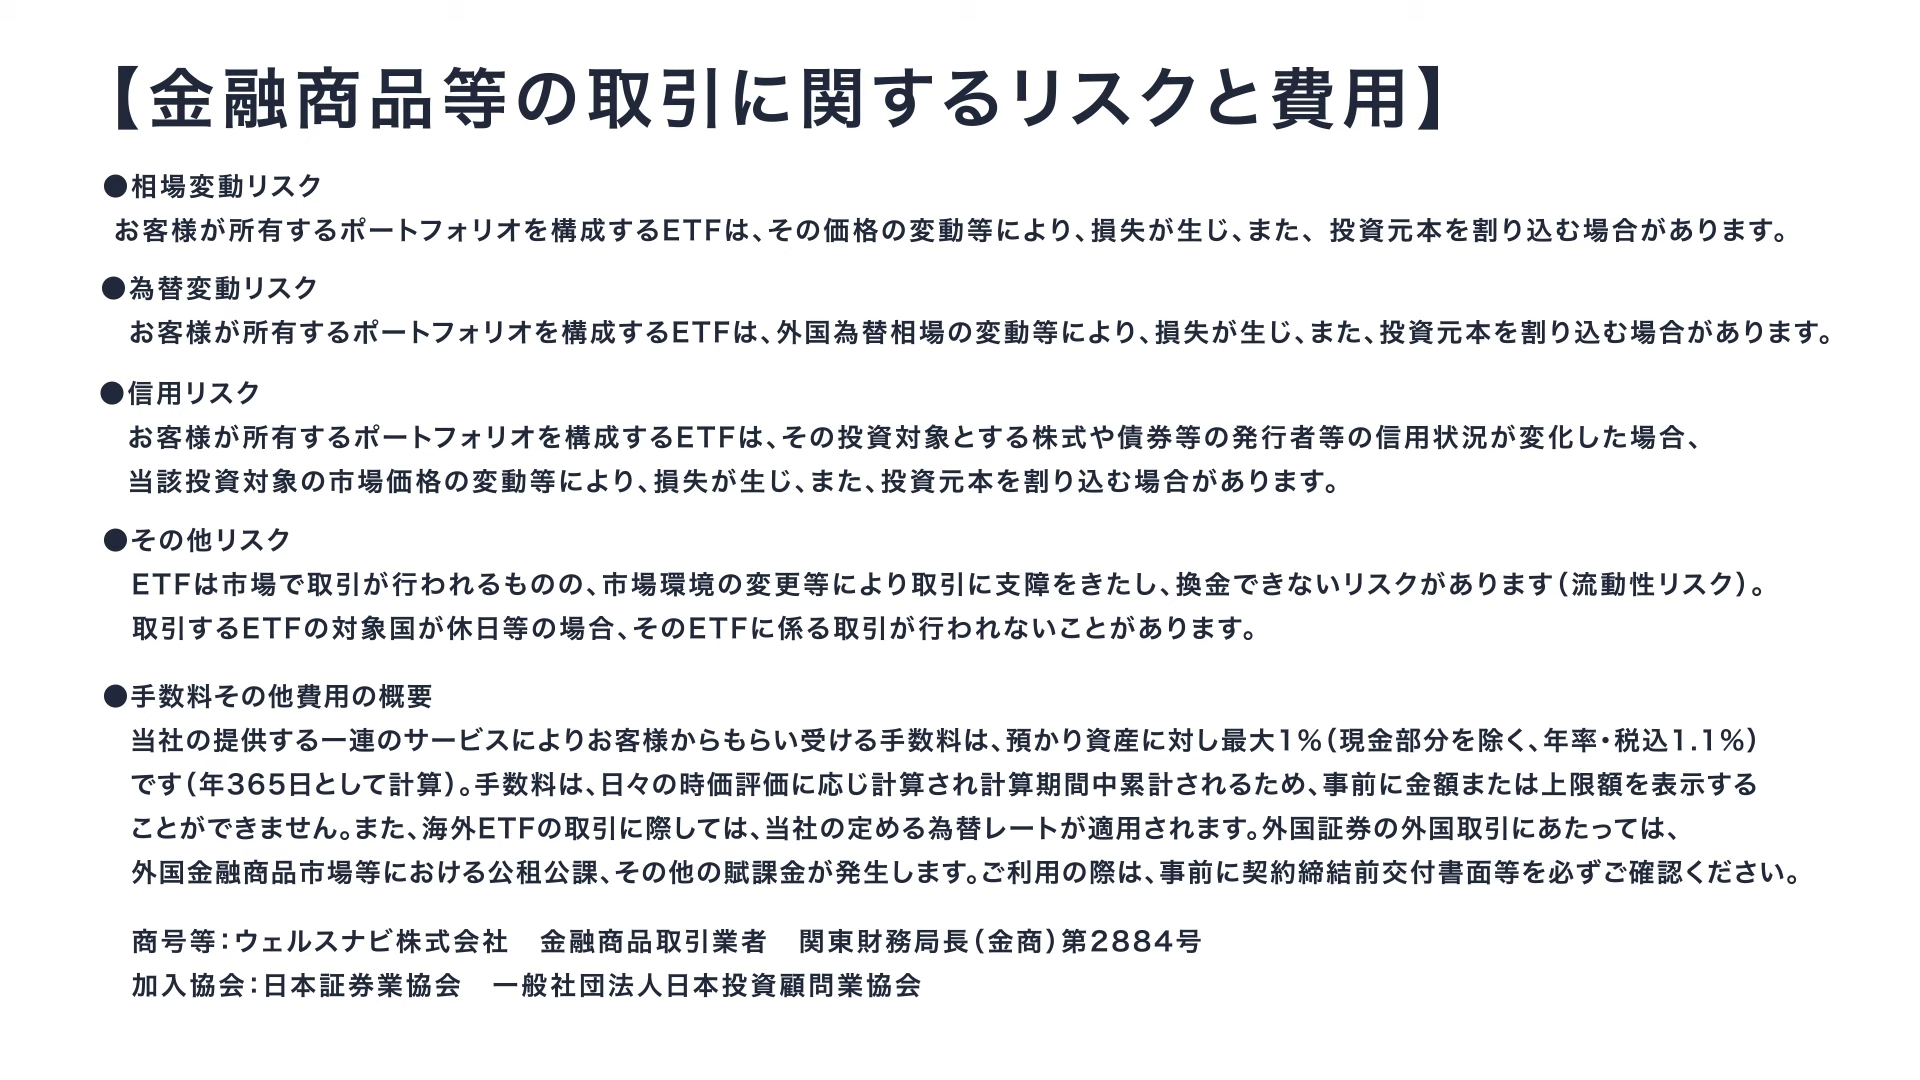 【金融商品等の取引に関するリスクと費用】
●相場変動リスク
お客様が所有するポートフォリオを構成するETFは、その価格の変動等により、損失が生じ、また、投資元本を割り込む場合があります。
●為替変動リスク
お客様が所有するポートフォリオを構成するETFは、外国為替相場の変動等により、損失が生じ、また、投資元本を割り込む場合があります。
●信用リスク
お客様が所有するポートフォリオを構成するETFは、その投資対象とする株式や債券等の発行者等の信用状況が変化した場合、
当該投資対象の市場価格の変動等により、損失が生じ、また、投資元本を割り込む場合があります。
●その他リスク
ETFは市場で取引が行われるものの、市場環境の変更等により取引に支障をきたし、換金できないリスクがあります（流動性リスク）。
取引するETFの対象国が休日等の場合、そのETFに係る取引が行われないことがあります。
●手数料その他費用の概要
当社の提供する一連のサービスによりお客様からもらい受ける手数料は、預かり資産に対し最大1%（現金部分を除く、年率・税込1.1%）
です（年365日として計算）。手数料は、日々の時価評価に応じ計算され計算期間中累計されるため、事前に金額または上限額を表示する
ことができません。また、海外ETFの取引に際しては、当社の定める為替レートが適用されます。外国証券の外国取引にあたっては、
外国金融商品市場等における公租公課、その他の賦課金が発生します。ご利用の際は、事前に契約締結前交付書面等を必ずご確認ください。
商号等：ウェルスナビ株式会社　金融商品取引業者　関東財務局長（金商）第2884号
加入協会：日本証券業協会　一般社団法人日本投資顧問業協会